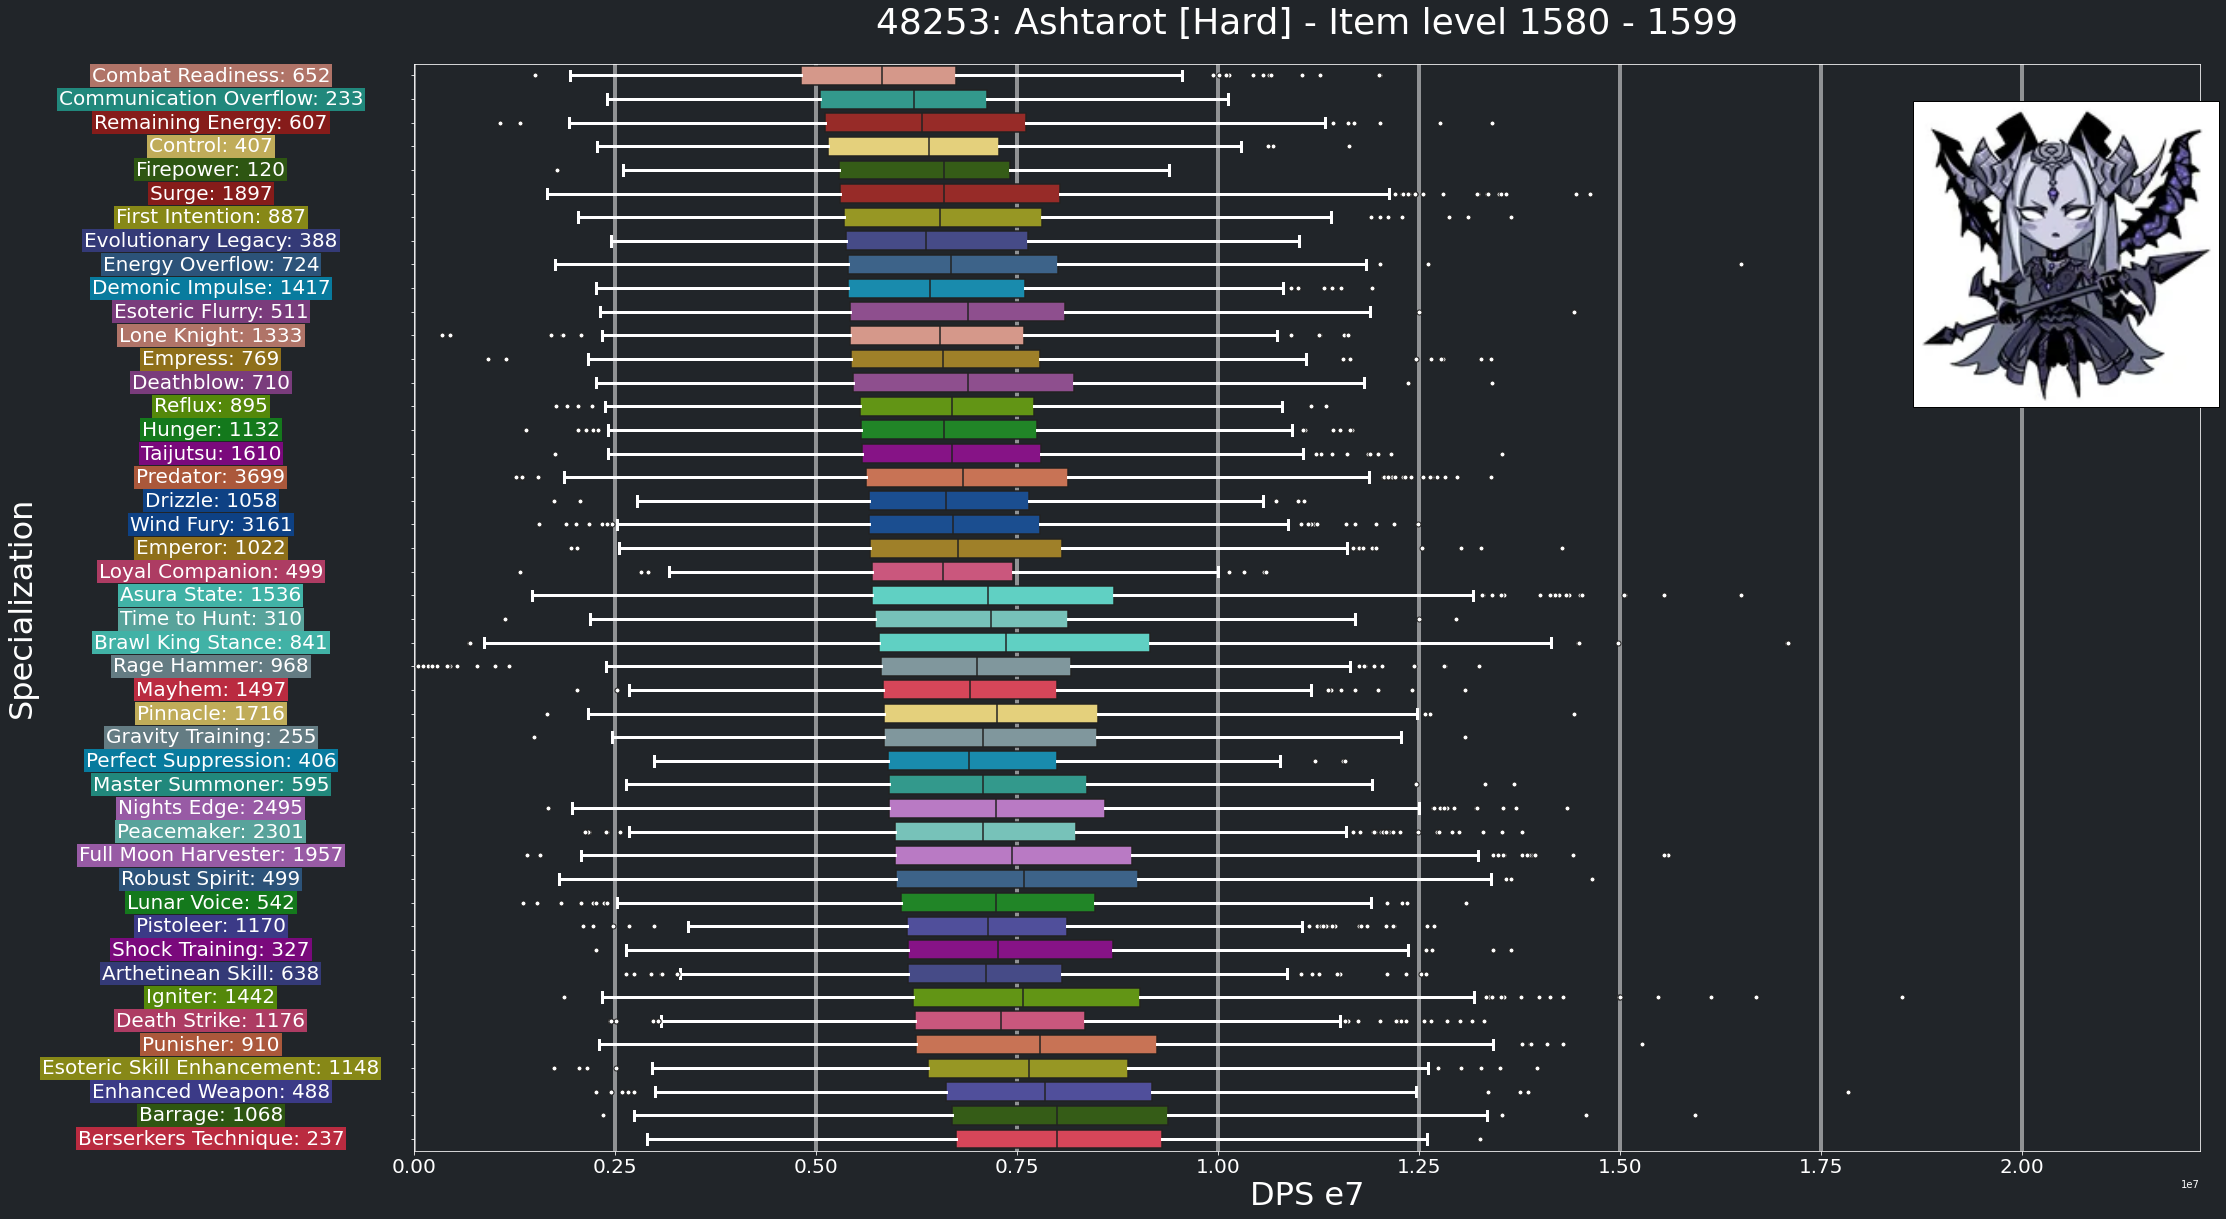 48253: Ashtarot [Hard] - Item level 1580 - 1599
Specialization
Combat Readiness: 652
Communication Overflow: 233
Remaining Energy: 607
Control: 407
Firepower: 120
Surge: 1897
First Intention: 887
Evolutionary Legacy: 388
Energy Overflow: 724
Demonic Impulse: 1417
Esoteric Flurry: 511
Lone Knight: 1333
Empress: 769
Deathblow: 710
Reflux: 895
Hunger: 1132
Taijutsu: 1610
Predator: 3699
Drizzle: 1058
Wind Fury: 3161
Emperor: 1022
Loyal Companion: 499
Asura State: 1536
Time to Hunt: 310
Brawl King Stance: 841
Rage Hammer: 968
Mayhem: 1497
Pinnacle: 1716
Gravity Training: 255
Perfect Suppression: 406
Master Summoner: 595
Nights Edge: 2495
Peacemaker: 2301
Full Moon Harvester: 1957
Robust Spirit: 499
Lunar Voice: 542
Pistoleer: 1170
Shock Training: 327
Arthetinean Skill: 638
Igniter: 1442
Death Strike: 1176
Punisher: 910
Esoteric Skill Enhancement: 1148
Enhanced Weapon: 488
Barrage: 1068
Berserkers Technique: 237
0.00 0.25 0.50 0.75 1.00 1.25 1.50 1.75 2.00
1e7
DPS e7